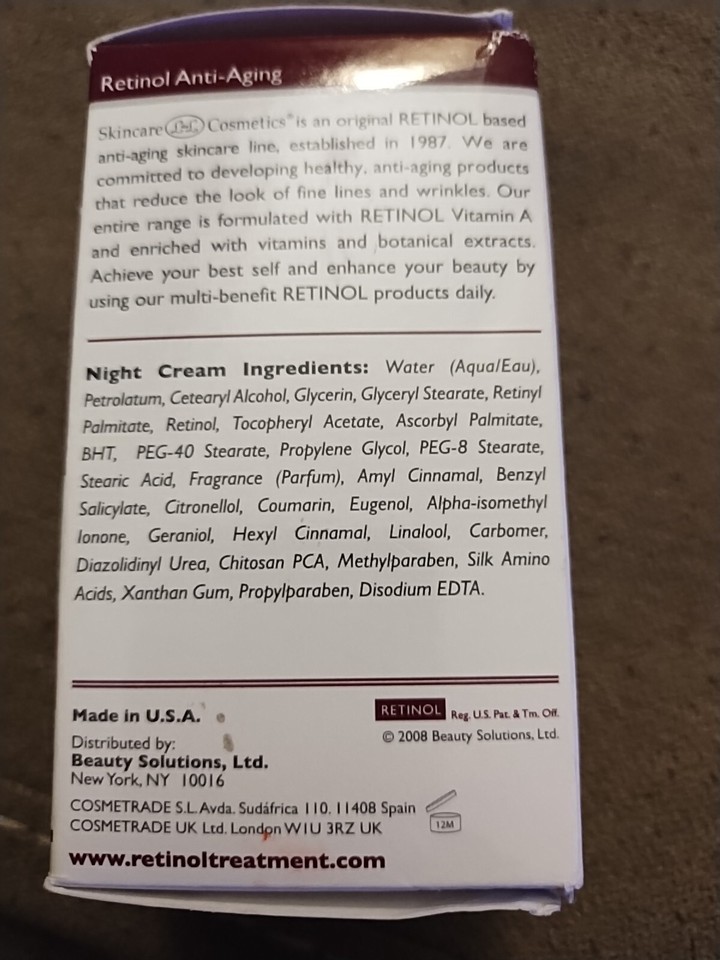 Retinol Anti-Aging
Skincare LdeL Cosmetics® is an original RETINOL based
anti-aging skincare line, established in 1987. We are
committed to developing healthy, anti-aging products
that reduce the look of fine lines and wrinkles. Our
entire range is formulated with RETINOL Vitamin A
and enriched with vitamins and botanical extracts.
Achieve your best self and enhance your beauty by
using our multi-benefit RETINOL products daily.
Night Cream Ingredients: Water (Aqua/Eau),
Petrolatum, Cetearyl Alcohol, Glycerin, Glyceryl Stearate, Retinyl
Palmitate, Retinol, Tocopheryl Acetate, Ascorbyl Palmitate,
BHT, PEG-40 Stearate, Propylene Glycol, PEG-8 Stearate,
Stearic Acid, Fragrance (Parfum), Amyl Cinnamal, Benzyl
Salicylate, Citronellol, Coumarin, Eugenol, Alpha-isomethyl
Ionone, Geraniol, Hexyl Cinnamal, Linalool, Carbomer,
Diazolidinyl Urea, Chitosan PCA, Methylparaben, Silk Amino
Acids, Xanthan Gum, Propylparaben, Disodium EDTA.
Made in U.S.A.
Distributed by:
Beauty Solutions, Ltd.
New York, NY 10016
RETINOL Reg. U.S. Pat. & Tm. Off.
© 2008 Beauty Solutions, Ltd.
COSMETRADE S.L. Avda. Sudáfrica 110. 11408 Spain
COSMETRADE UK Ltd. London W1U 3RZ UK
12M
www.retinoltreatment.com